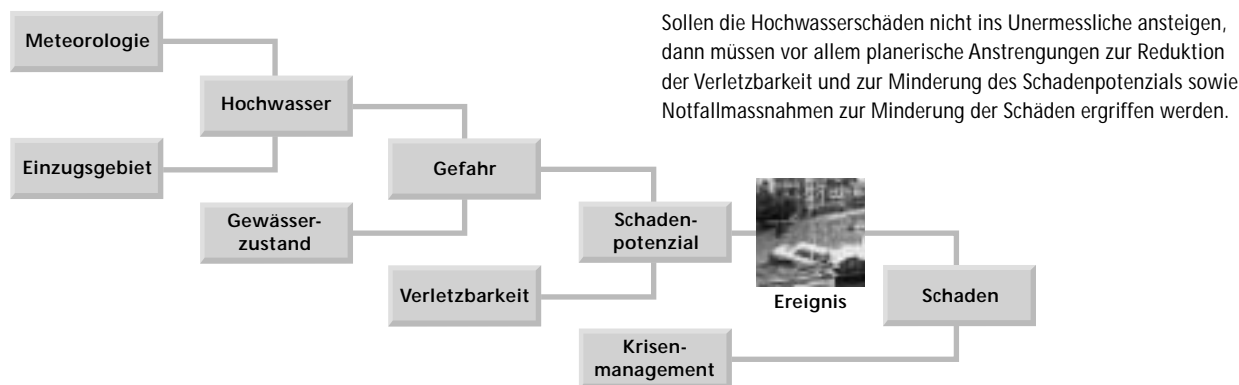 Sollen die Hochwasserschäden nicht ins Unermessliche ansteigen,
dann müssen vor allem planerische Anstrengungen zur Reduktion
der Verletzbarkeit und zur Minderung des Schadenpotenzials sowie
Notfallmassnahmen zur Minderung der Schäden ergriffen werden.
Meteorologie
Hochwasser
Einzugsgebiet
Gefahr
Gewässer-
zustand
Schaden-
potenzial
Verletzbarkeit
Ereignis
Schaden
Krisen-
management